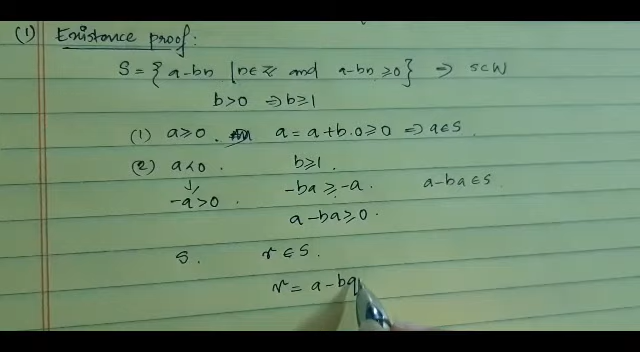 (1) Existance proof:
S = { a-bn | n∈ℤ and a-bn ≥0} ⇒ S⊂W
b>0 ⇒ b≥1
(1) a≥0. a = a+b.0≥0 ⇒ a∈S.
(2) a<0. b≥1.
↓ -ba ≥ -a. a-ba∈S.
-a>0.
a-ba≥0.
S. r∈S.
r = a-bq